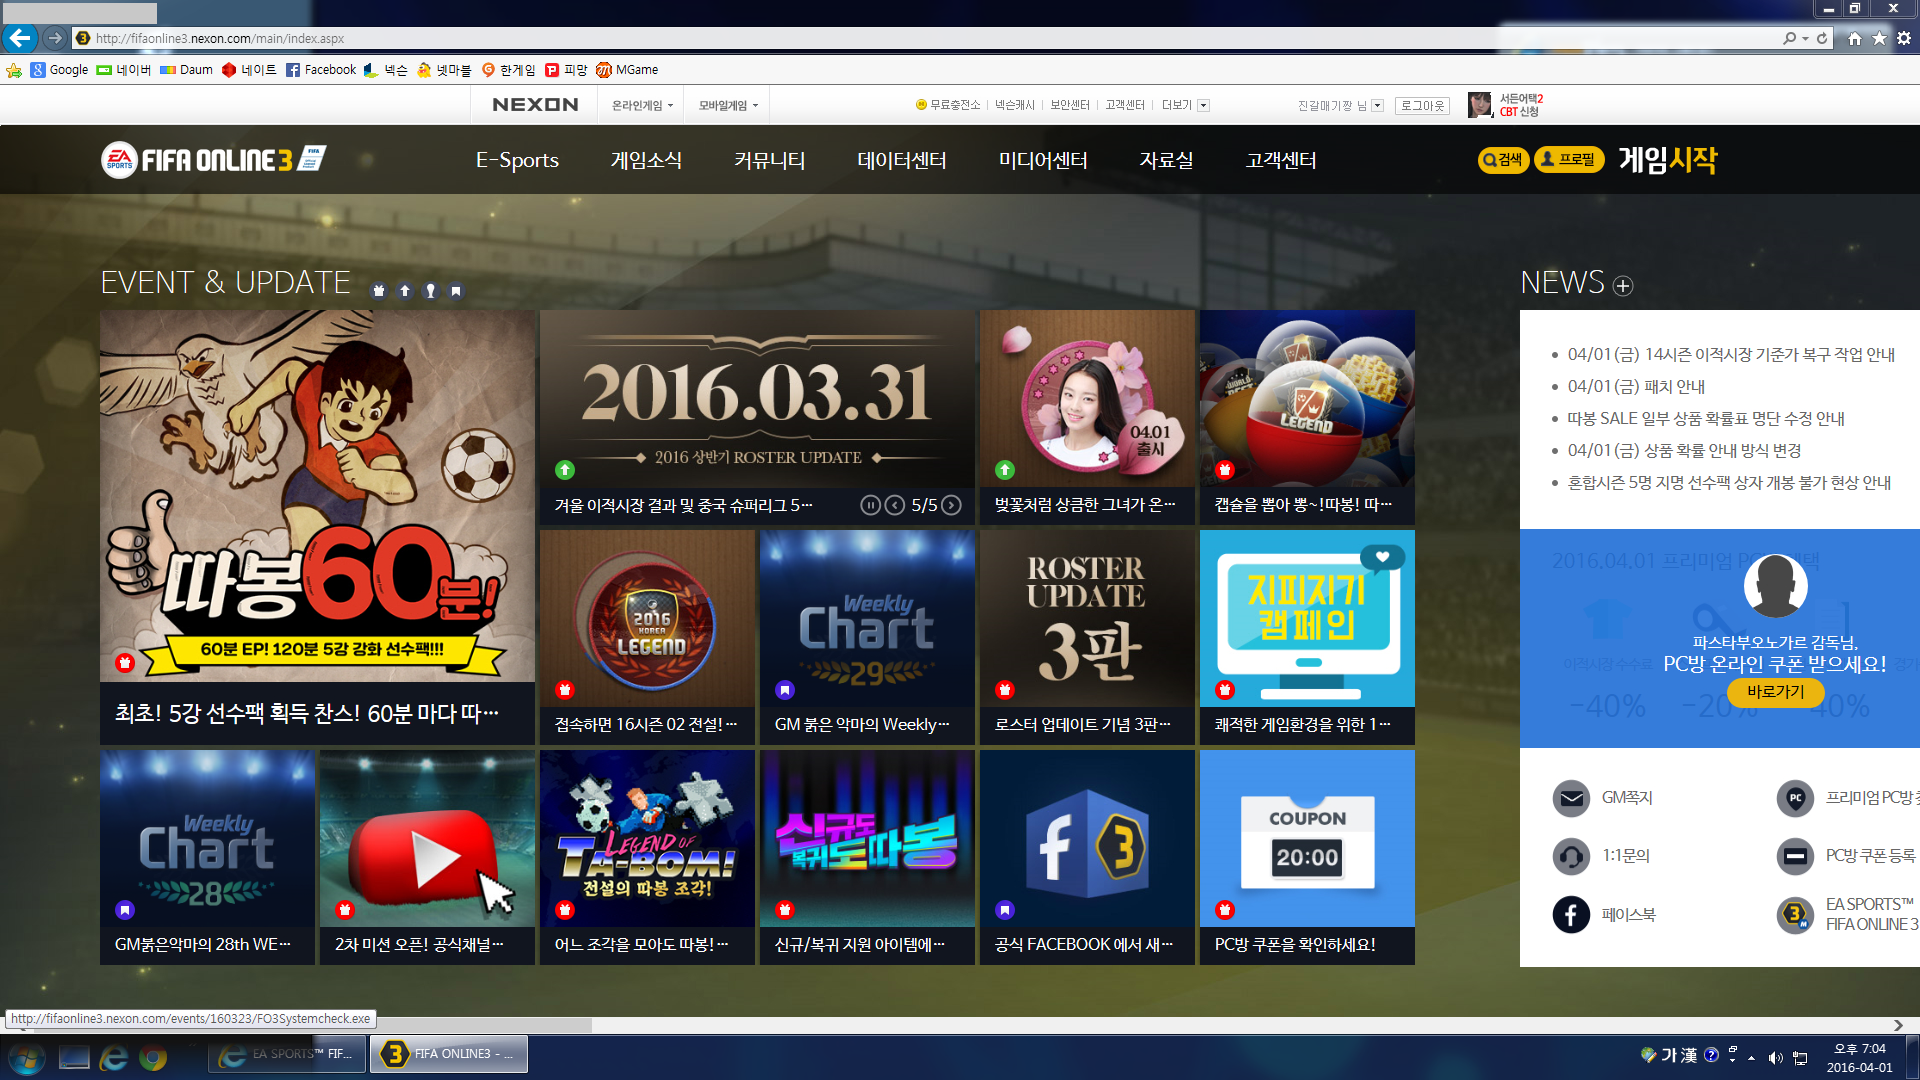 http://fifaonline3.nexon.com/main/index.aspx
Google 네이버 Daum 네이트 Facebook 넥슨 넷마블 한게임 피망 MGame
NEXON 온라인게임 모바일게임 무료충전소 넥슨캐시 보안센터 고객센터 더보기 진갈매기짱 님 로그아웃 서든어택2
CBT 신청
EA SPORTS FIFA ONLINE 3 E-Sports 게임소식 커뮤니티 데이터센터 미디어센터 자료실 고객센터 검색 프로필 게임시작
EVENT & UPDATE
NEWS
따봉60분!
60분 EP! 120분 5강 강화 선수팩!!!
최초! 5강 선수팩 획득 찬스! 60분 마다 따…
2016.03.31
2016 상반기 ROSTER UPDATE
겨울 이적시장 결과 및 중국 슈퍼리그 5… 5/5
04.01
출시
벚꽃처럼 상큼한 그녀가 온…
LEGEND
캡슐을 뽑아 뽕~!따봉! 따…
2016
KOREA
LEGEND
접속하면 16시즌 02 전설!…
Weekly
Chart
29
GM 붉은 악마의 Weekly…
ROSTER
UPDATE
3판
로스터 업데이트 기념 3판…
지피지기
캠페인
쾌적한 게임환경을 위한 1…
Weekly
Chart
28
GM붉은악마의 28th WE…
2차 미션 오픈! 공식채널…
LEGEND OF
TA-BOM!
전설의 따봉 조각!
어느 조각을 모아도 따봉!…
신규도
복귀도따봉
신규/복귀 지원 아이템에…
공식 FACEBOOK 에서 새…
COUPON
20:00
PC방 쿠폰을 확인하세요!
04/01(금) 14시즌 이적시장 기준가 복구 작업 안내
04/01(금) 패치 안내
따봉 SALE 일부 상품 확률표 명단 수정 안내
04/01(금) 상품 확률 안내 방식 변경
혼합시즌 5명 지명 선수팩 상자 개봉 불가 현상 안내
2016.04.01 프리미엄 PC
파스타부오노가르 감독님,
PC방 온라인 쿠폰 받으세요!
바로가기
-40% -20% 40%
GM쪽지
프리미엄 PC방
1:1문의
PC방 쿠폰 등록
페이스북
EA SPORTS™
FIFA ONLINE 3
http://fifaonline3.nexon.com/events/160323/FO3Systemcheck.exe
EA SPORTS™ FIF... FIFA ONLINE3 - ...
가 漢
오후 7:04
2016-04-01